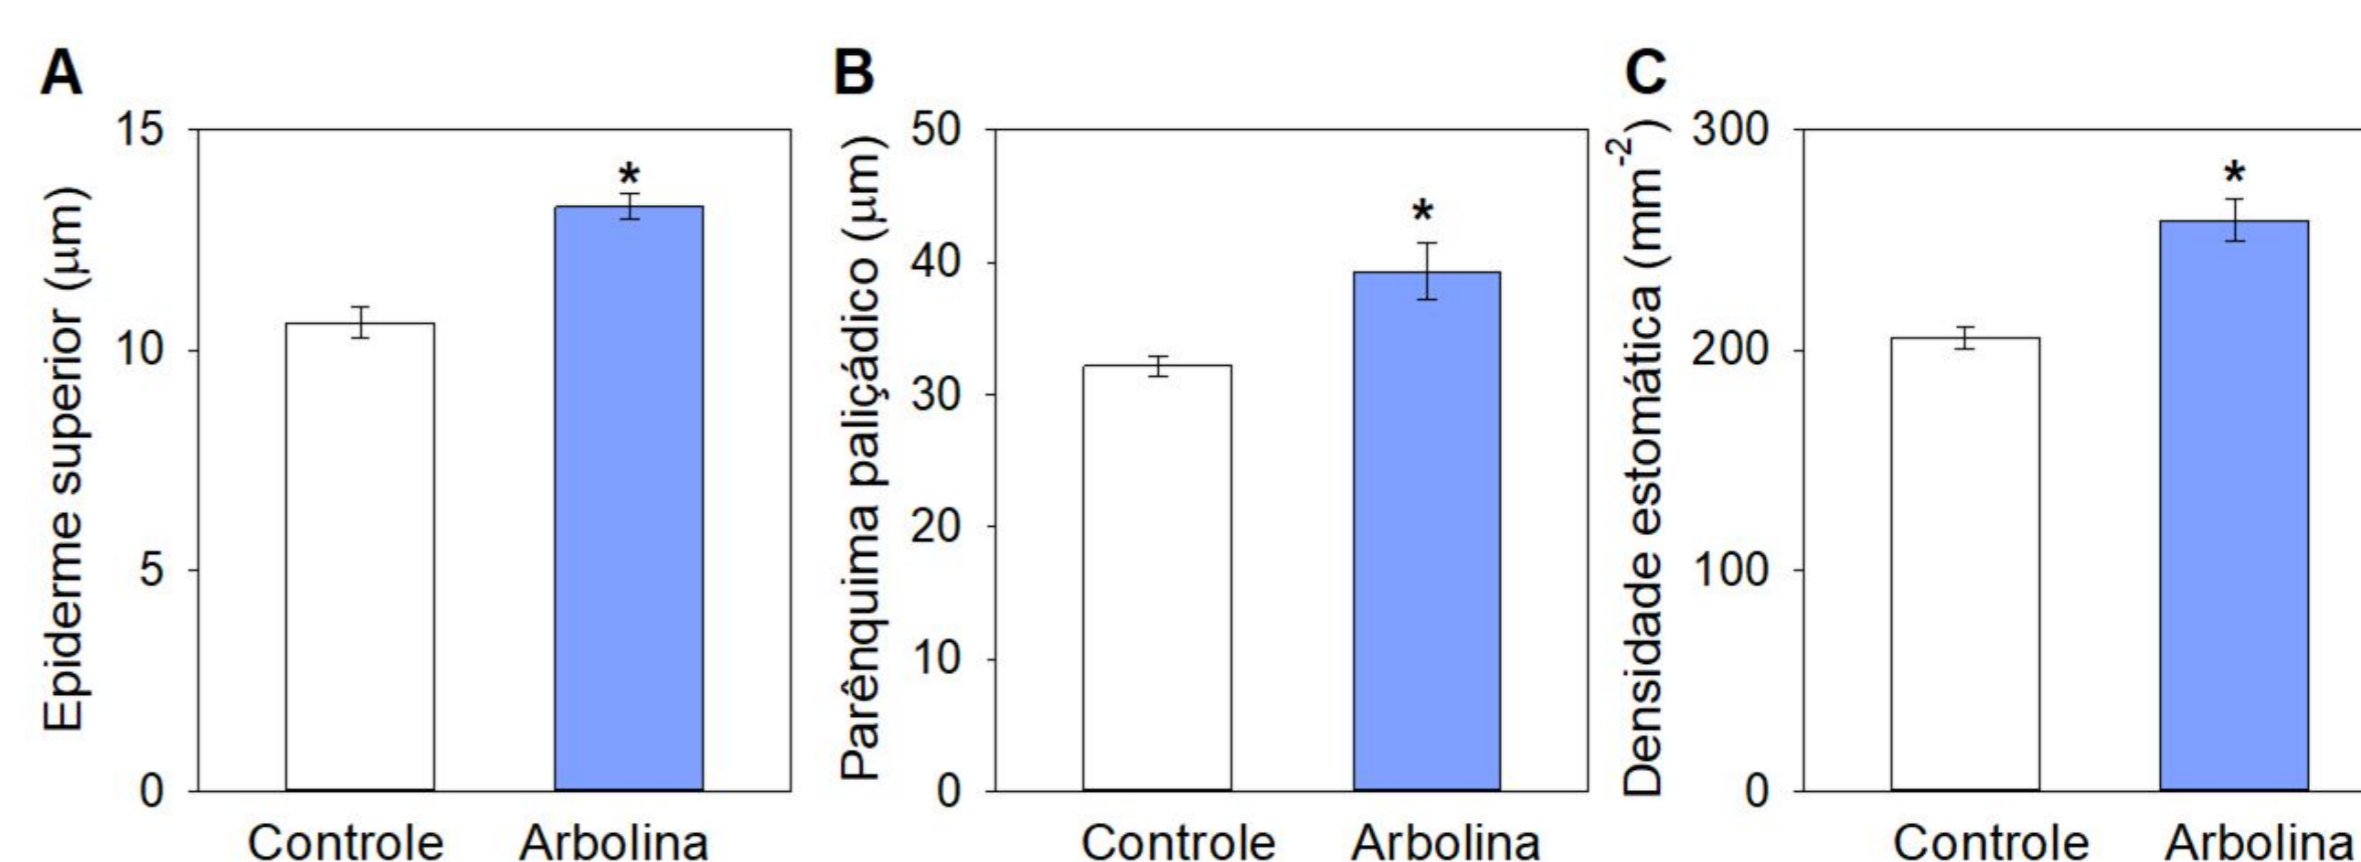 A
Epiderme superior (μm)
15
10
5
0
*
Controle
Arbolina
B
Parênquima paliçádico (μm)
50
40
30
20
10
0
*
Controle
Arbolina
C
Densidade estomática (mm⁻²)
300
200
100
0
*
Controle
Arbolina